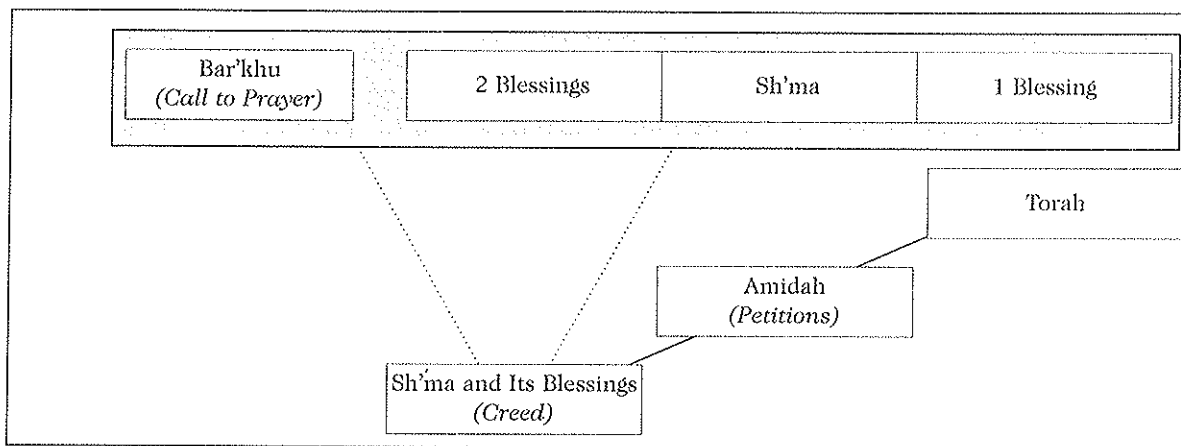 Bar'khu
(Call to Prayer)
2 Blessings
Sh'ma
1 Blessing
Torah
Amidah
(Petitions)
Sh'ma and Its Blessings
(Creed)